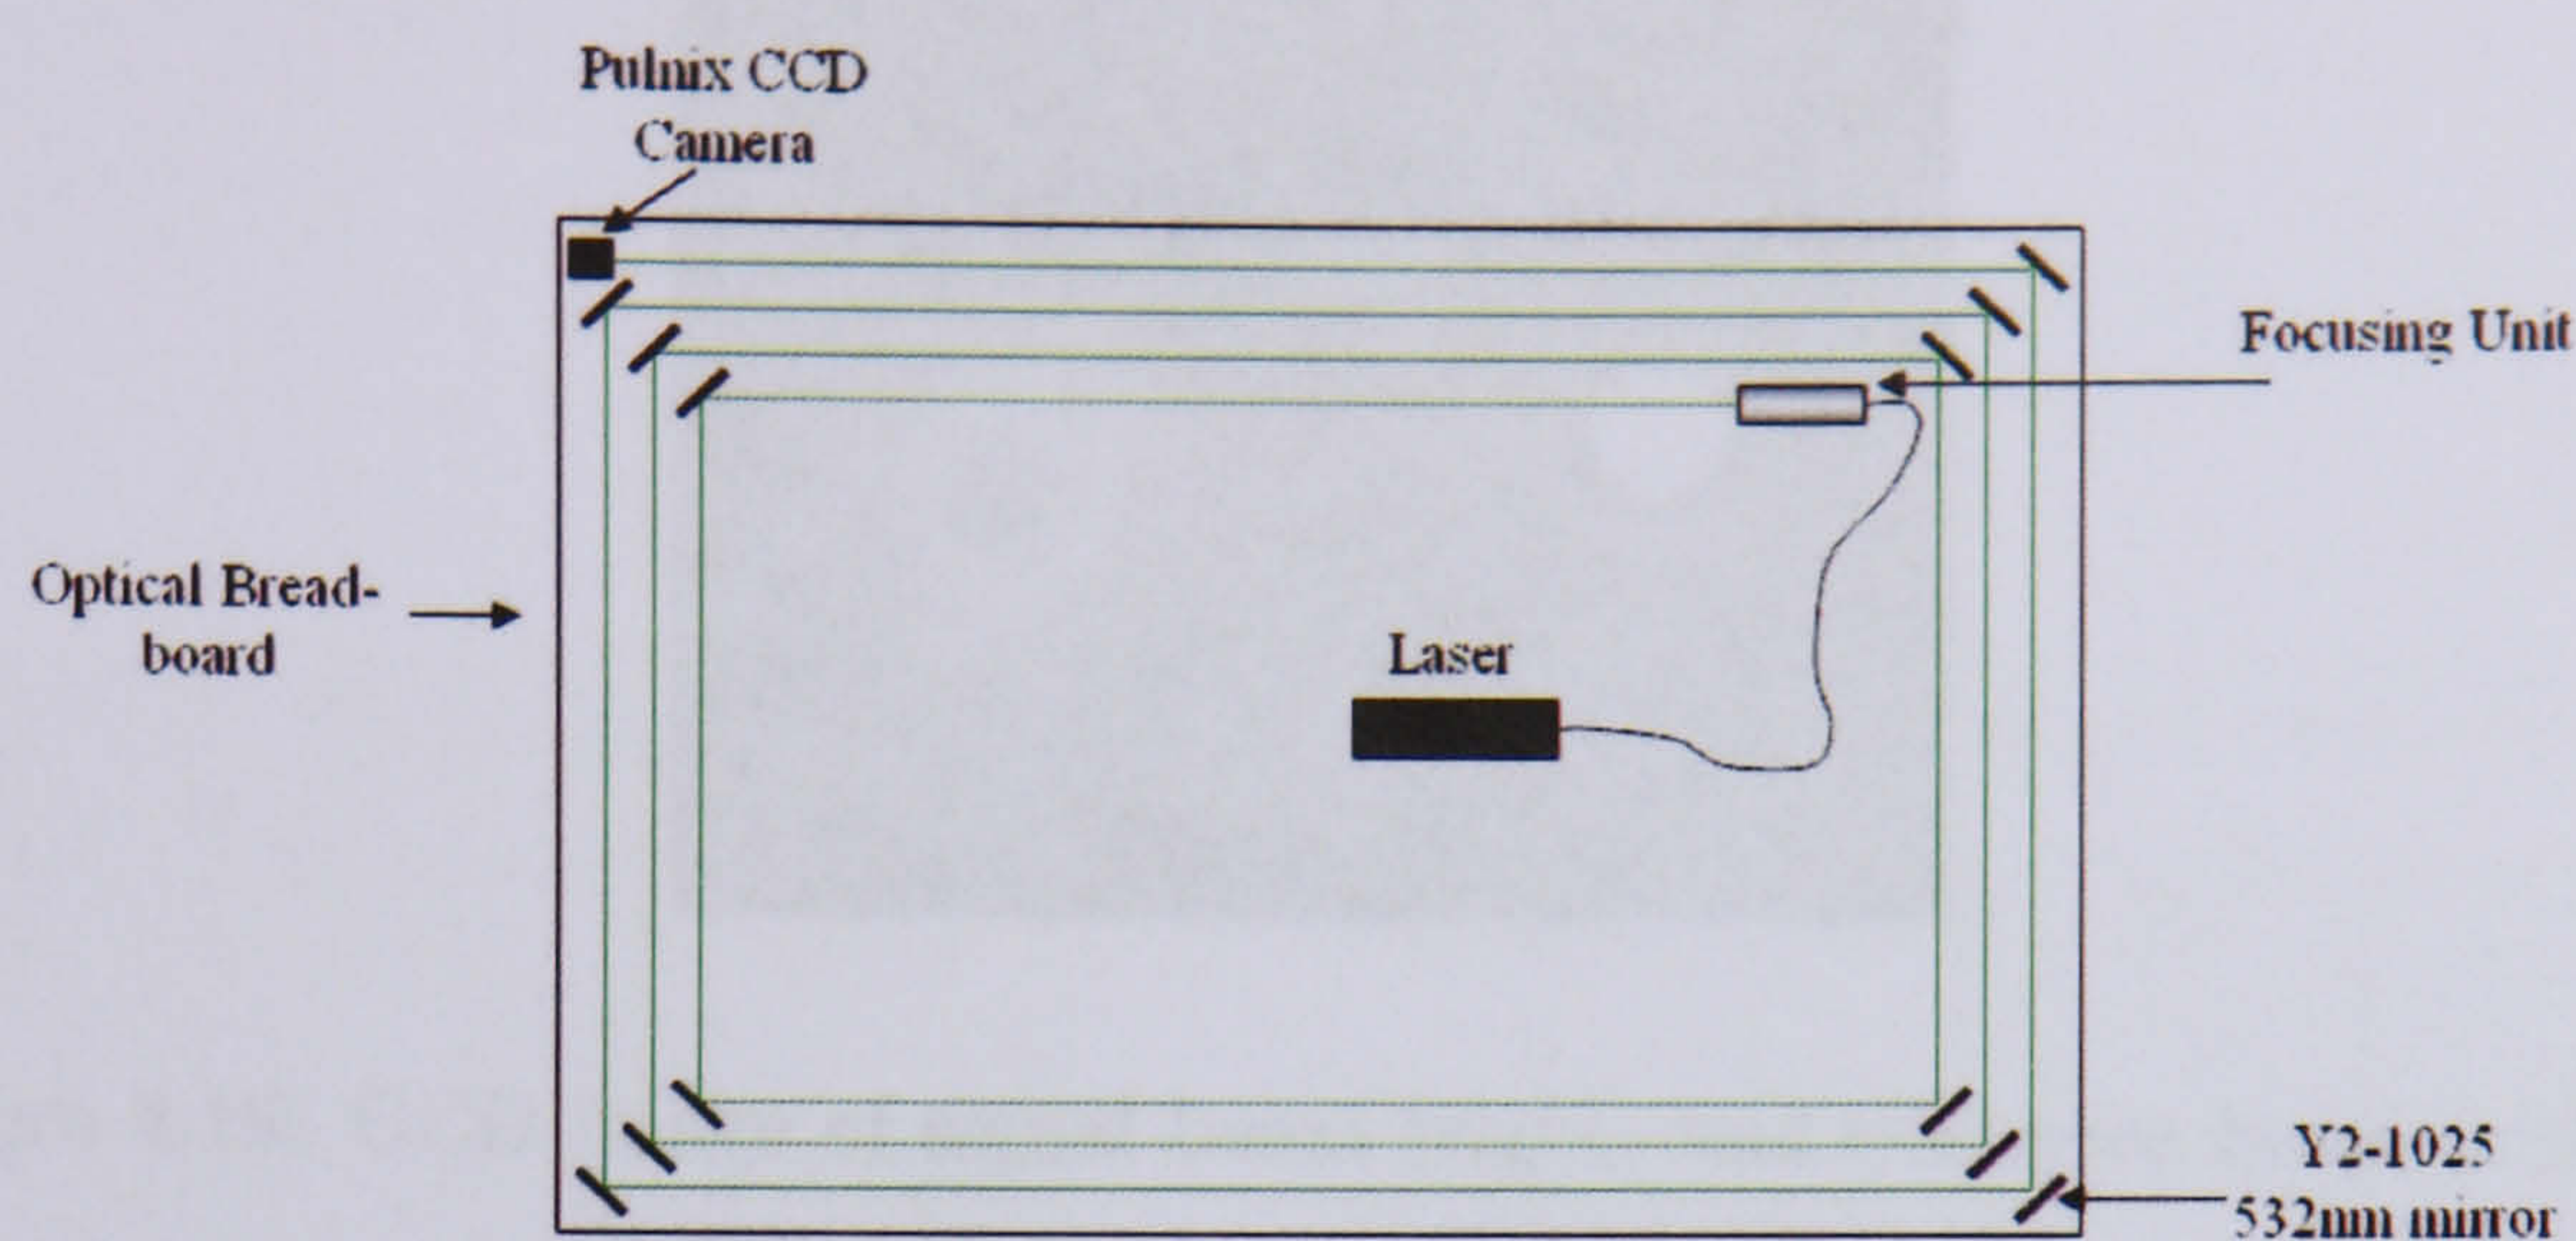 Pulnix CCD
Camera
Focusing Unit
Optical Bread-
board
Laser
Y2-1025
532nm mirror